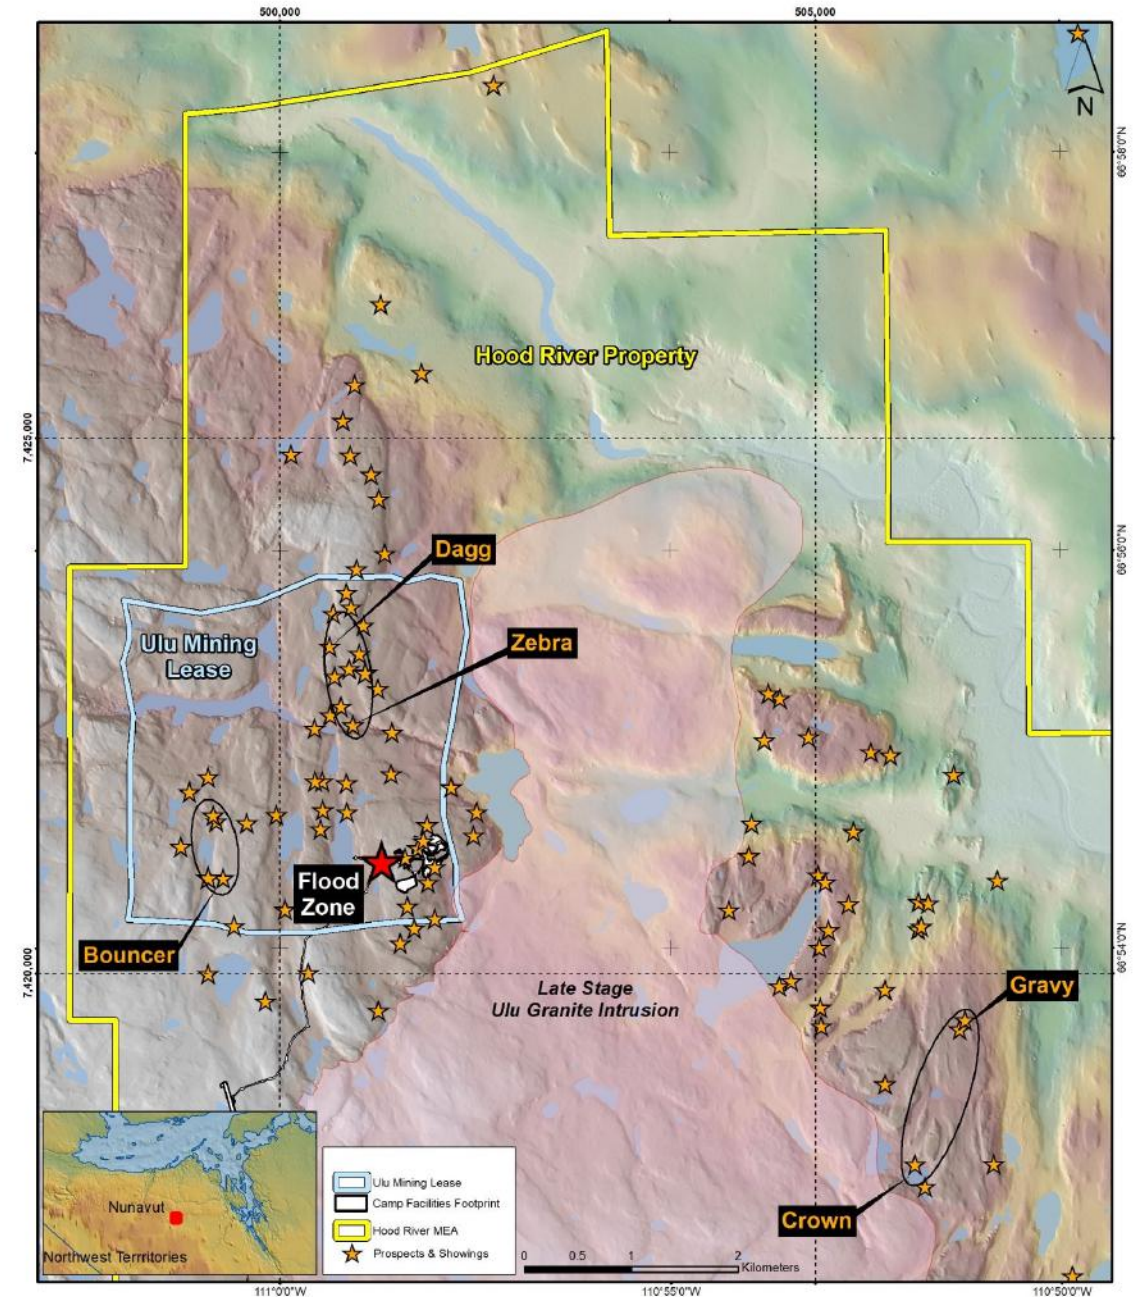 500,000
505,000
N
66°58'0"N
Hood River Property
7,425,000
Dagg
66°56'0"N
Zebra
Ulu Mining
Lease
Flood
Zone
Bouncer
66°54'0"N
7,420,000
Gravy
Late Stage
Ulu Granite Intrusion
Crown
Nunavut
Northwest Terrritories
Ulu Mining Lease
Camp Facilities Footprint
Hood River MEA
Prospects & Showings
0 0.5 1 2
Kilometers
111°0'0"W
110°55'0"W
110°50'0"W